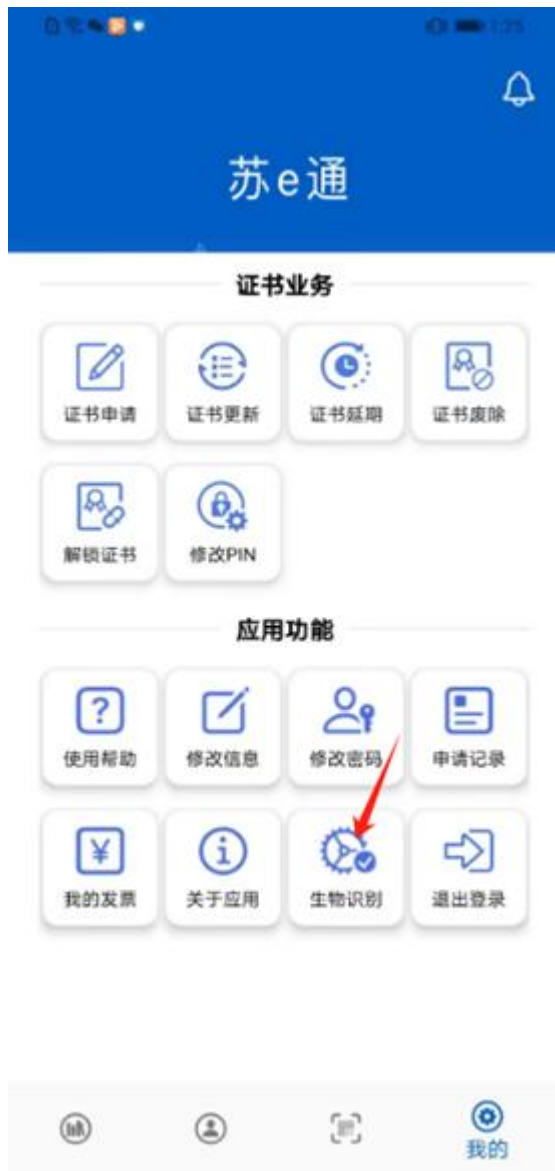 1:25
苏e通
证书业务
证书申请 证书更新 证书延期 证书废除
解锁证书 修改PIN
应用功能
使用帮助 修改信息 修改密码 申请记录
我的发票 关于应用 生物识别 退出登录
我的